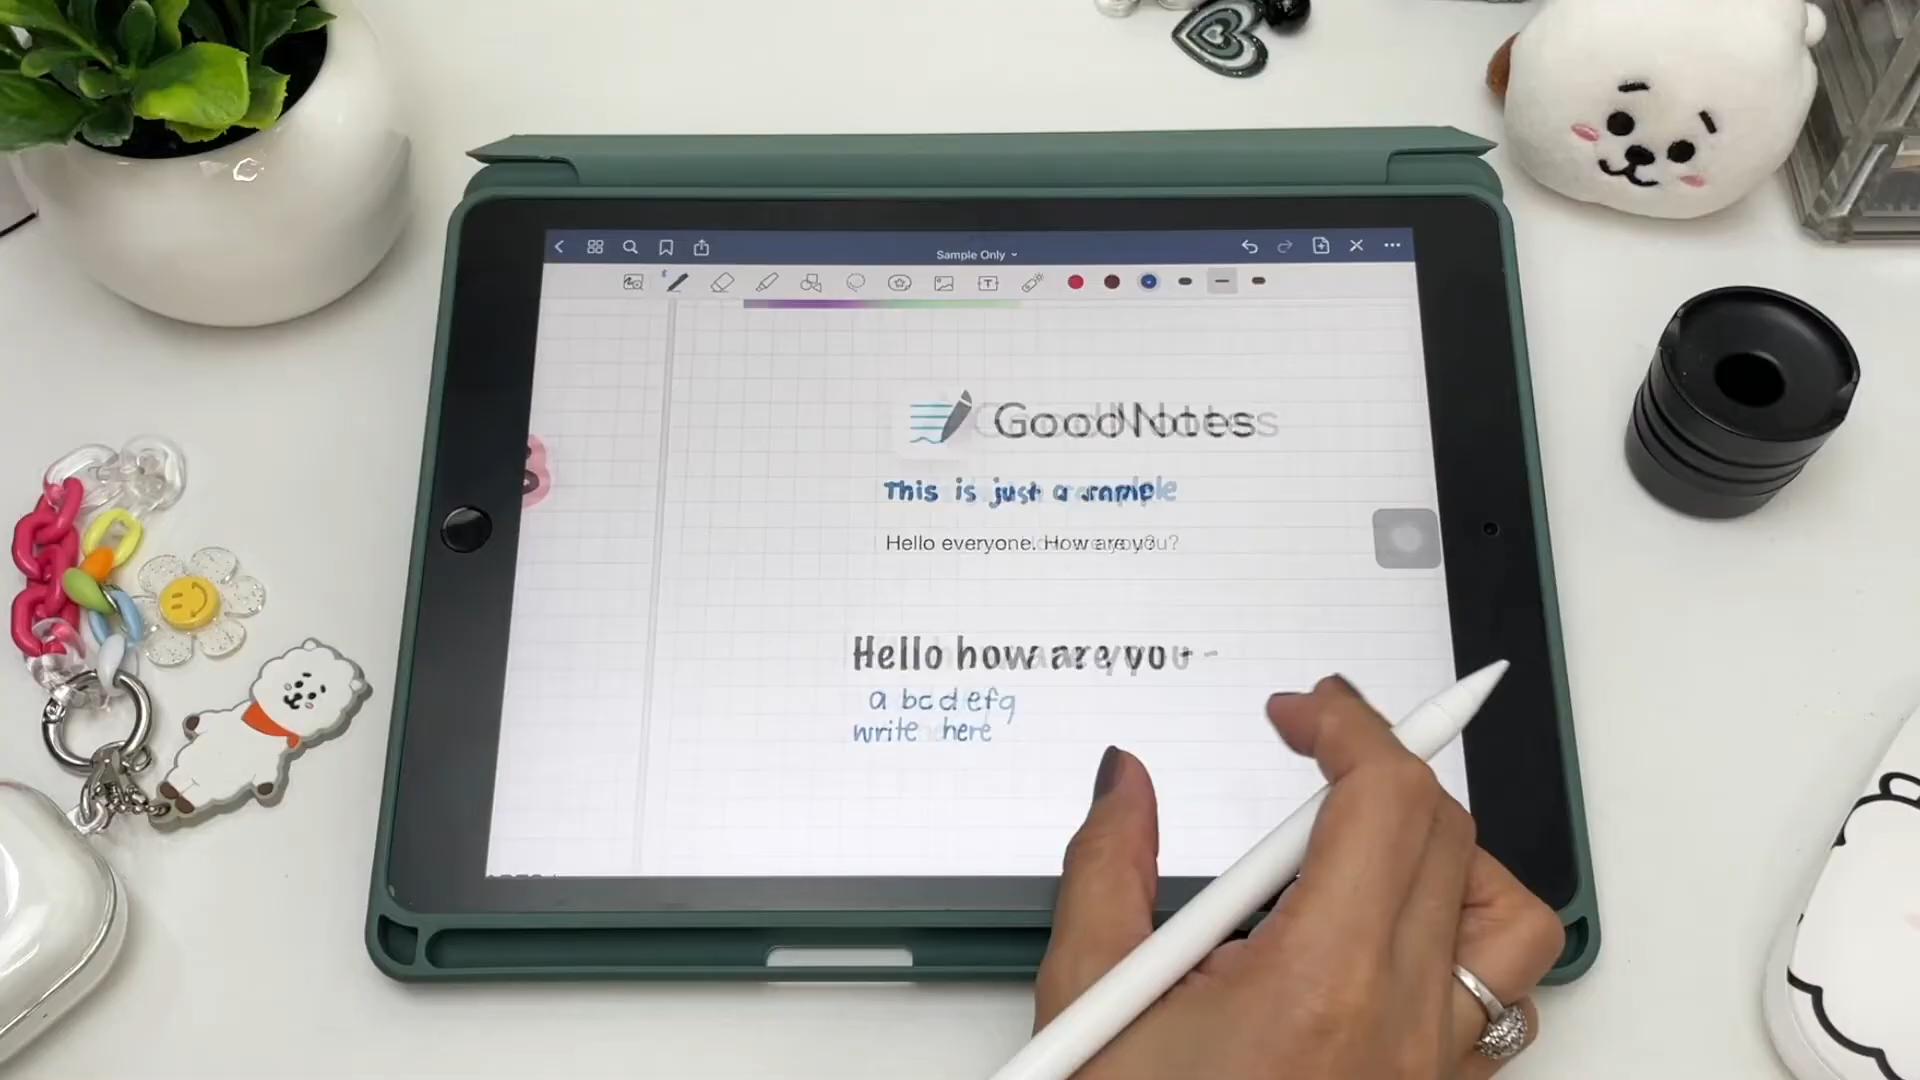 Sample Only
GoodNotes
This is just a sample
Hello everyone. How are you?
Hello how are you -
a bcdefg
write here